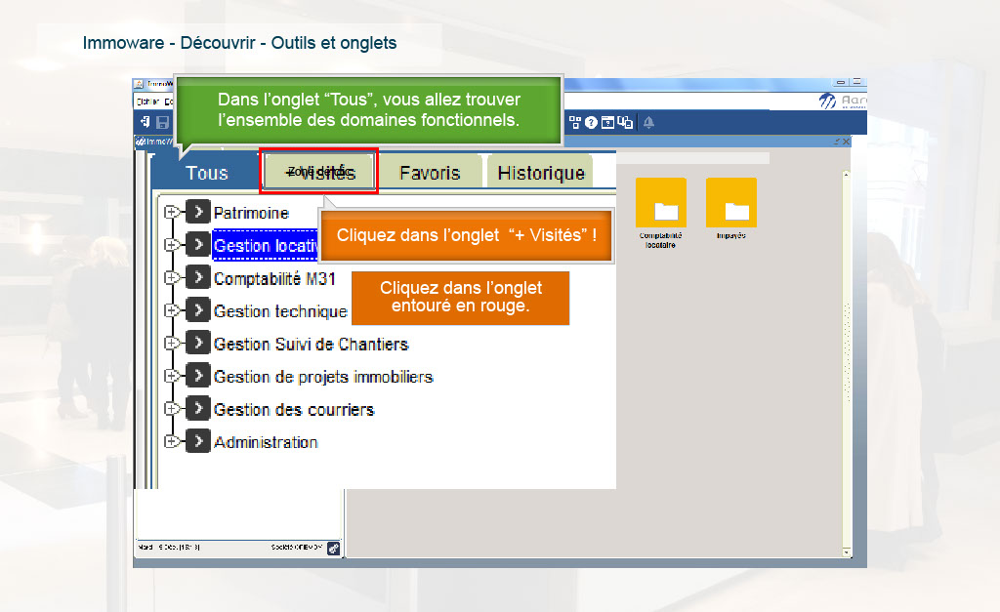 Immoware - Découvrir - Outils et onglets
Dans l'onglet “Tous”, vous allez trouver
l'ensemble des domaines fonctionnels.
Tous
+ Visités
Favoris
Historique
Patrimoine
Cliquez dans l'onglet “+ Visités” !
Gestion
Comptabilité M31
Cliquez dans l'onglet
entouré en rouge.
Gestion technique
Gestion Suivi de Chantiers
Gestion de projets immobiliers
Gestion des courriers
Administration
Comptabilité
locataire
Impayés